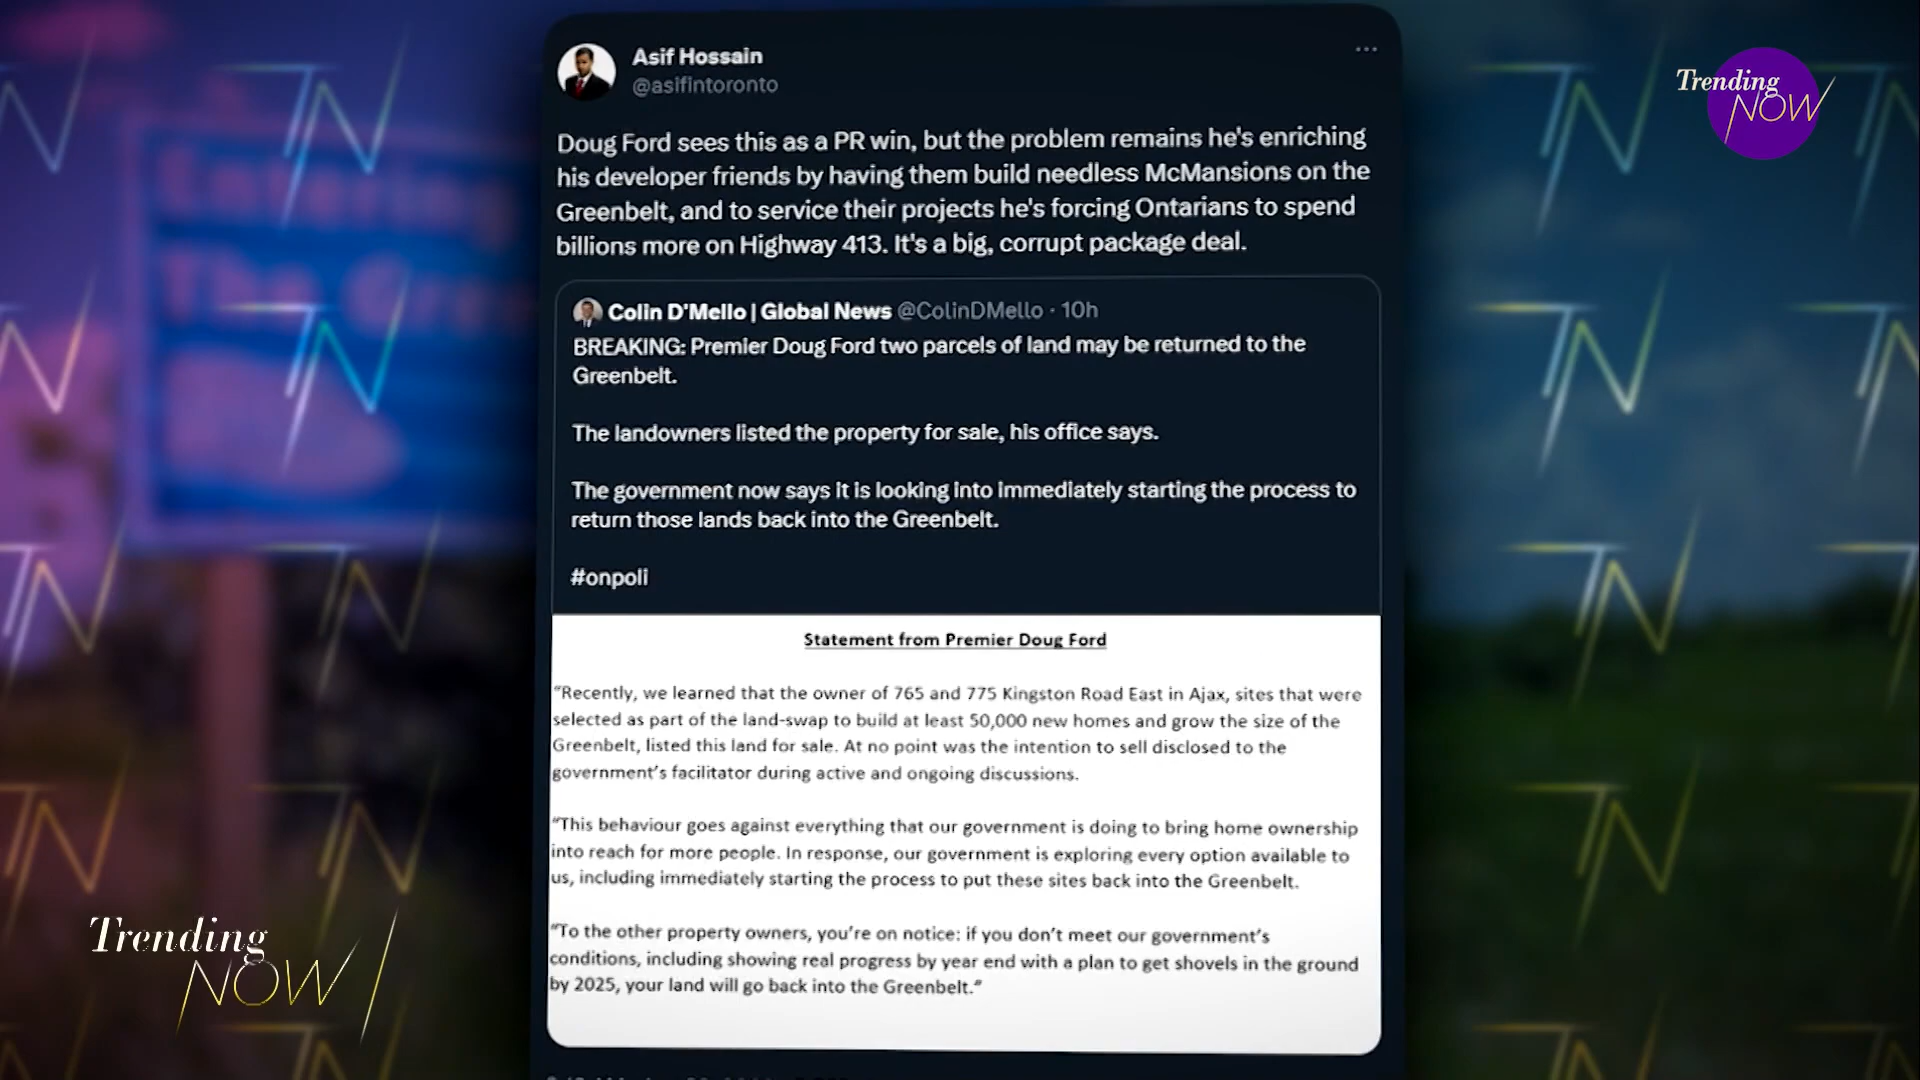 Asif Hossain
@asifintoronto
Doug Ford sees this as a PR win, but the problem remains he's enriching
his developer friends by having them build needless McMansions on the
Greenbelt, and to service their projects he's forcing Ontarians to spend
billions more on Highway 413. It's a big, corrupt package deal.
Colin D'Mello | Global News @ColinDMello · 10h
BREAKING: Premier Doug Ford two parcels of land may be returned to the
Greenbelt.
The landowners listed the property for sale, his office says.
The government now says it is looking into immediately starting the process to
return those lands back into the Greenbelt.
#onpoli
Statement from Premier Doug Ford
"Recently, we learned that the owner of 765 and 775 Kingston Road East in Ajax, sites that were
selected as part of the land-swap to build at least 50,000 new homes and grow the size of the
Greenbelt, listed this land for sale. At no point was the intention to sell disclosed to the
government's facilitator during active and ongoing discussions.
"This behaviour goes against everything that our government is doing to bring home ownership
into reach for more people. In response, our government is exploring every option available to
us, including immediately starting the process to put these sites back into the Greenbelt.
"To the other property owners, you're on notice: if you don't meet our government's
conditions, including showing real progress by year end with a plan to get shovels in the ground
by 2025, your land will go back into the Greenbelt."
Trending
NOW
Trending
NOW
Entering
The Gree